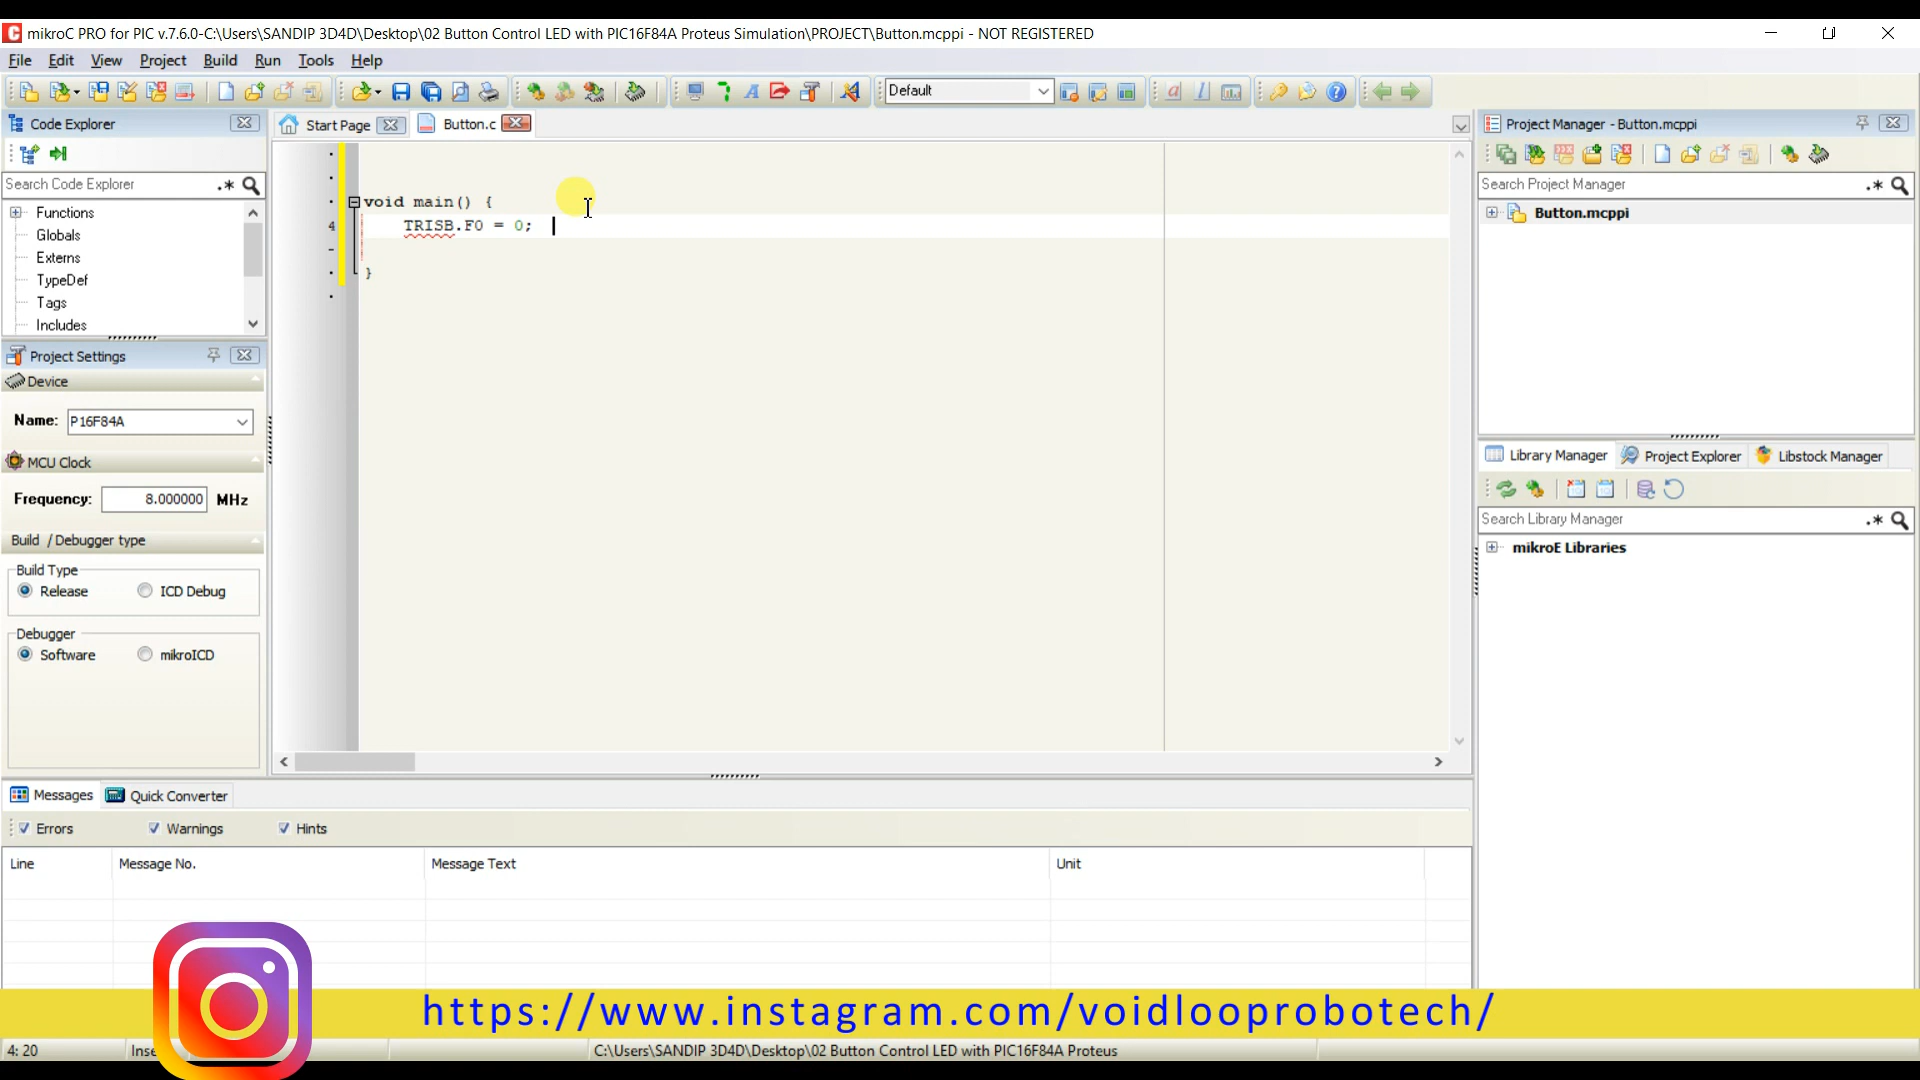 mikroC PRO for PIC v.7.6.0-C:\Users\SANDIP 3D4D\Desktop\02 Button Control LED with PIC16F84A Proteus Simulation\PROJECT\Button.mcppi - NOT REGISTERED
File Edit View Project Build Run Tools Help
Default
Code Explorer
Start Page
Button.c
Project Manager - Button.mcppi
Search Code Explorer
.*
Search Project Manager
.*
Functions
Globals
Externs
TypeDef
Tags
Includes
void main() {
4
TRISB.F0 = 0;
}
Button.mcppi
Project Settings
Device
Name: P16F84A
MCU Clock
Frequency: 8.000000 MHz
Build / Debugger type
Build Type
Release
ICD Debug
Debugger
Software
mikroICD
Library Manager
Project Explorer
Libstock Manager
Search Library Manager
.*
mikroE Libraries
Messages
Quick Converter
Errors
Warnings
Hints
Line
Message No.
Message Text
Unit
https://www.instagram.com/voidlooprobotech/
4: 20
Inse
C:\Users\SANDIP 3D4D\Desktop\02 Button Control LED with PIC16F84A Proteus